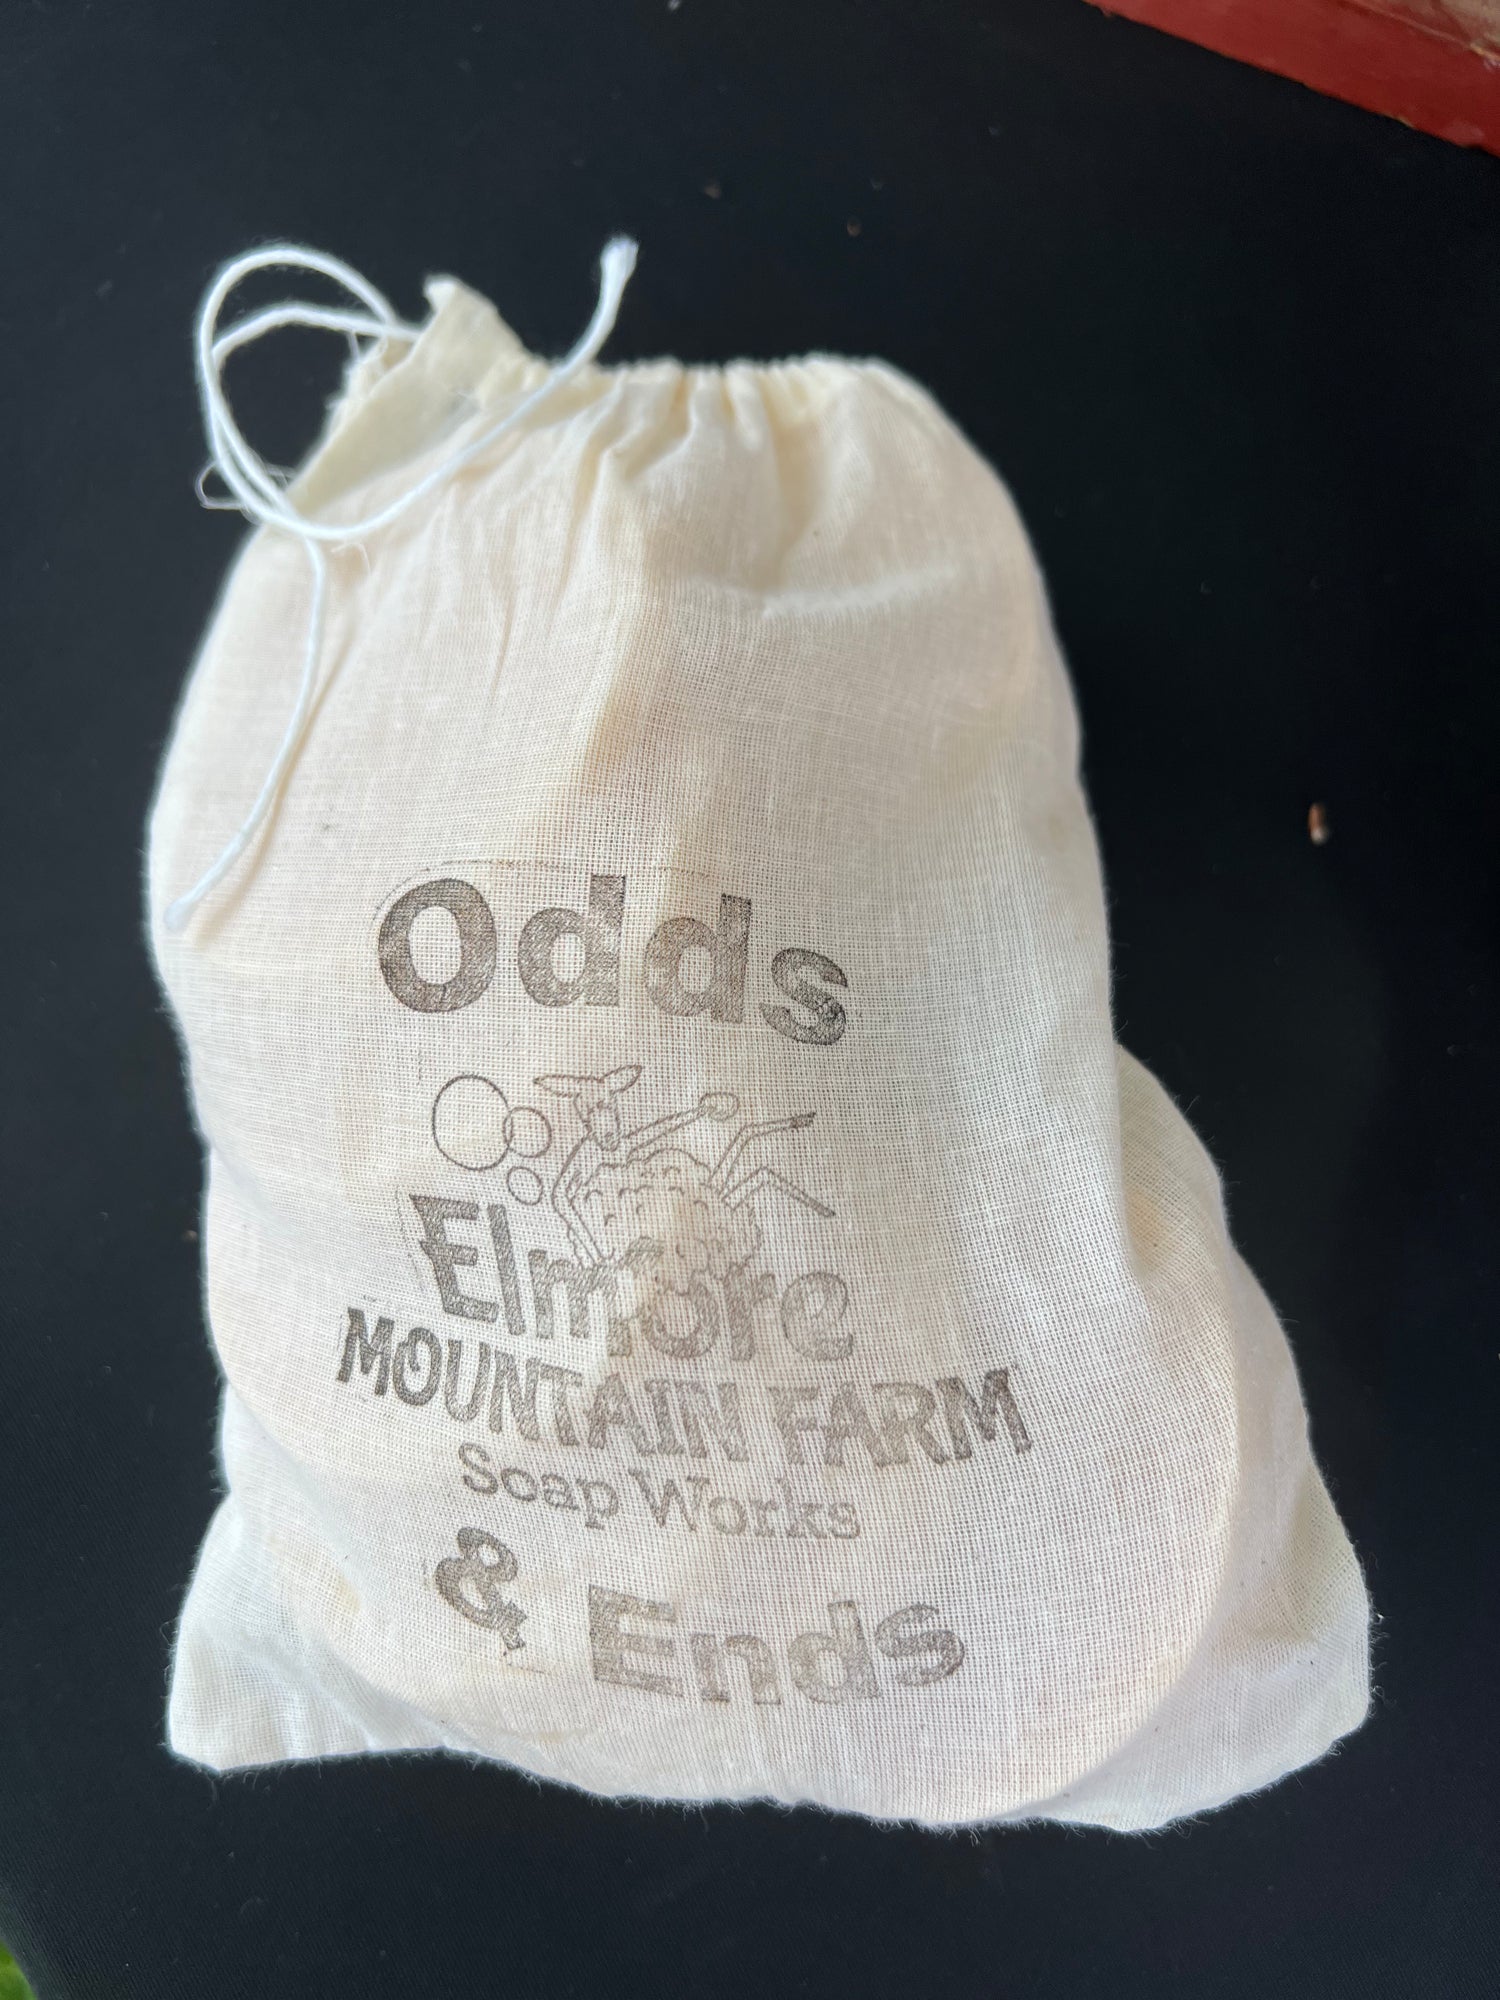 Odds
Elmore
MOUNTAIN FARM
Soap Works
& Ends